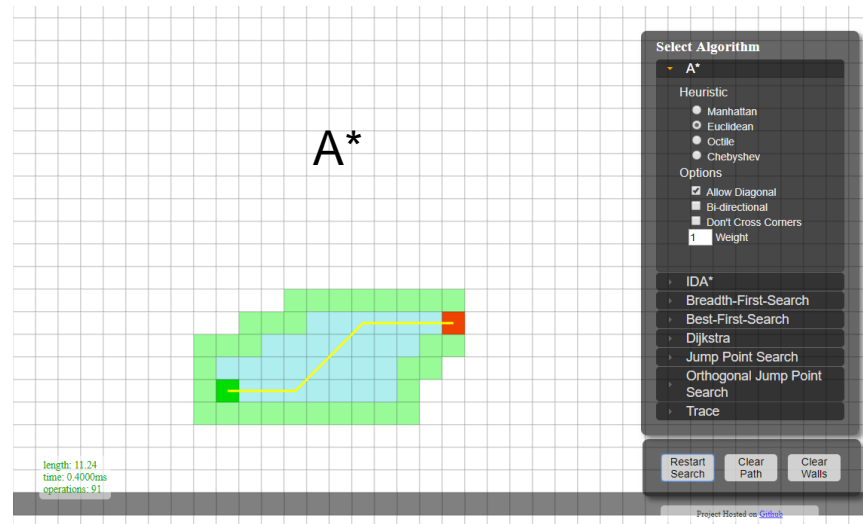 Select Algorithm
A*
Heuristic
Manhattan
Euclidean
Octile
Chebyshev
Options
Allow Diagonal
Bi-directional
Don't Cross Corners
1 Weight
IDA*
Breadth-First-Search
Best-First-Search
Dijkstra
Jump Point Search
Orthogonal Jump Point
Search
Trace
A*
length: 11.24
time: 0.4000ms
operations: 91
Restart
Search
Clear
Path
Clear
Walls
Project Hosted on Github